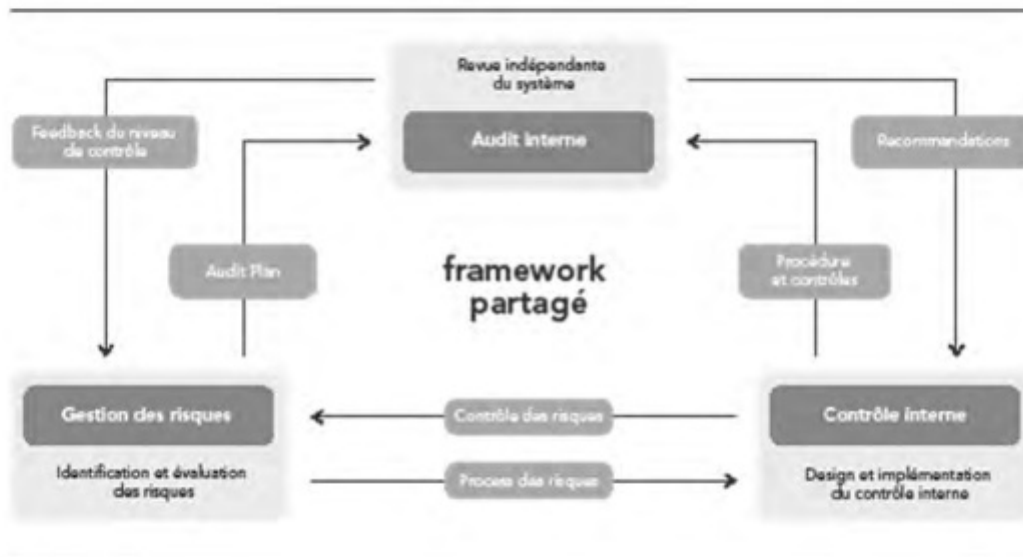 Revue indépendante
du système
Audit interne
Feedback du niveau
de contrôle
Recommandations
Audit Plan
Procédure
et contrôles
framework
partagé
Gestion des risques
Identification et évaluation
des risques
Contrôle des risques
Process des risques
Contrôle interne
Design et implémentation
du contrôle interne